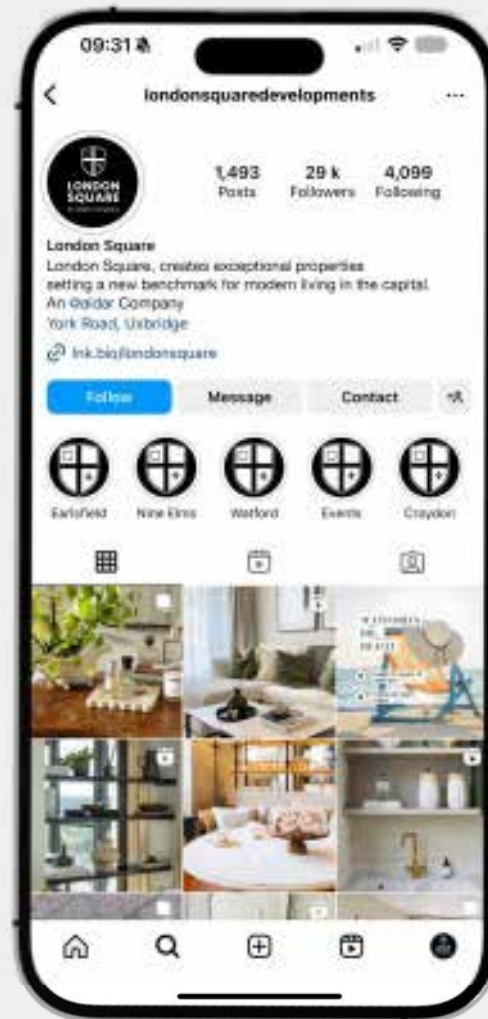 09:31
londonsquaredevelopments
LONDON
SQUARE
1,493 29 k 4,099
Posts Followers Following
London Square
London Square, creates exceptional properties
setting a new benchmark for modern living in the capital.
An @aldar Company
York Road, Uxbridge
lnk.bio/londonsquare
Follow Message Contact
Earlsfield Nine Elms Watford Events Croydon